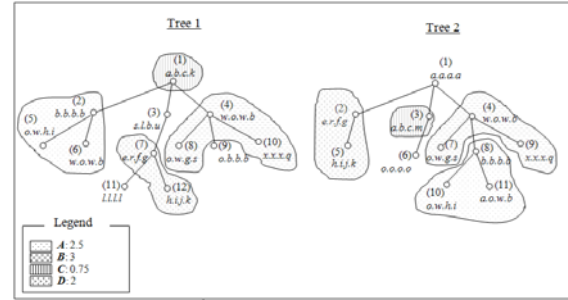 Tree 1
(1)
a.b.c.k
(2)
b.b.b.b
(3)
s.l.b.u
(4)
w.o.w.b
(5)
o.w.h.i
(6)
w.o.w.b
(7)
e.r.f.g
(8)
o.w.g.s
(9)
o.b.b.b
(10)
x.x.x.q
(11)
l.l.l.l
(12)
h.i.j.k
Tree 2
(1)
a.a.a.a
(2)
e.r.f.g
(3)
a.b.c.m
(4)
w.o.w.b
(5)
h.i.j.k
(6)
o.o.o.o
(7)
o.w.g.s
(8)
b.b.b.b
(9)
x.x.x.q
(10)
o.w.h.i
(11)
a.o.w.b
Legend
A: 2.5
B: 3
C: 0.75
D: 2